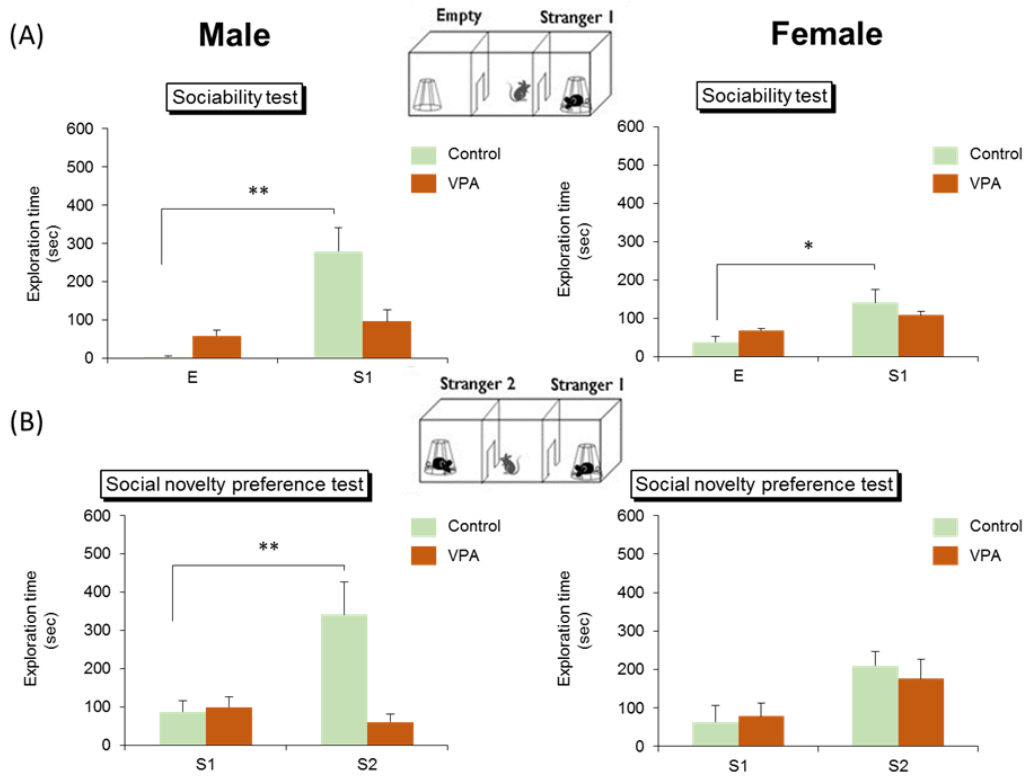 (A)
Male
Empty Stranger 1
Female
Sociability test
Sociability test
600
500
400
300
200
100
0
Exploration time
(sec)
**
Control
VPA
E S1
600
500
400
300
200
100
0
Exploration time
(sec)
*
Control
VPA
E S1
Stranger 2 Stranger 1
(B)
Social novelty preference test
Social novelty preference test
600
500
400
300
200
100
0
Exploration time
(sec)
**
Control
VPA
S1 S2
600
500
400
300
200
100
0
Exploration time
(sec)
Control
VPA
S1 S2